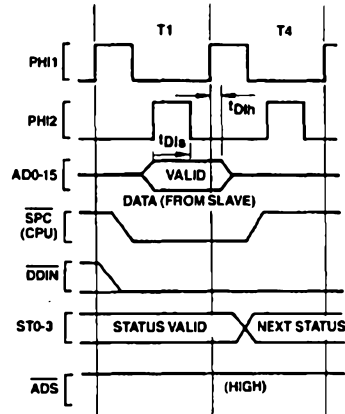 T1 T4
PHI1
tDIh
PHI2
tDIs
AD0-15 VALID
DATA (FROM SLAVE)
SPC
(CPU)
DDIN
ST0-3 STATUS VALID NEXT STATUS
ADS (HIGH)